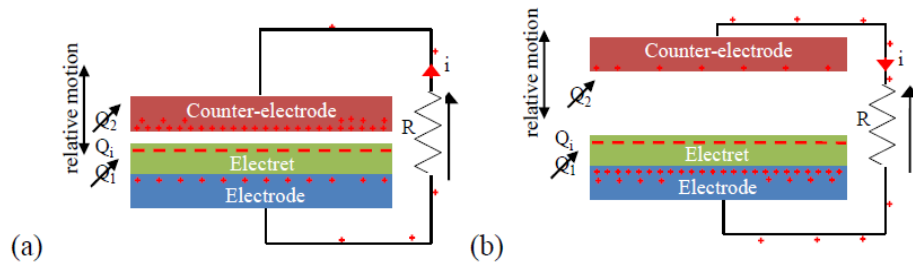 relative motion
Counter-electrode
i
Q2
Qi
Q1
Electret
Electrode
R
(a)
relative motion
Counter-electrode
i
Q2
Qi
Q1
Electret
Electrode
R
(b)